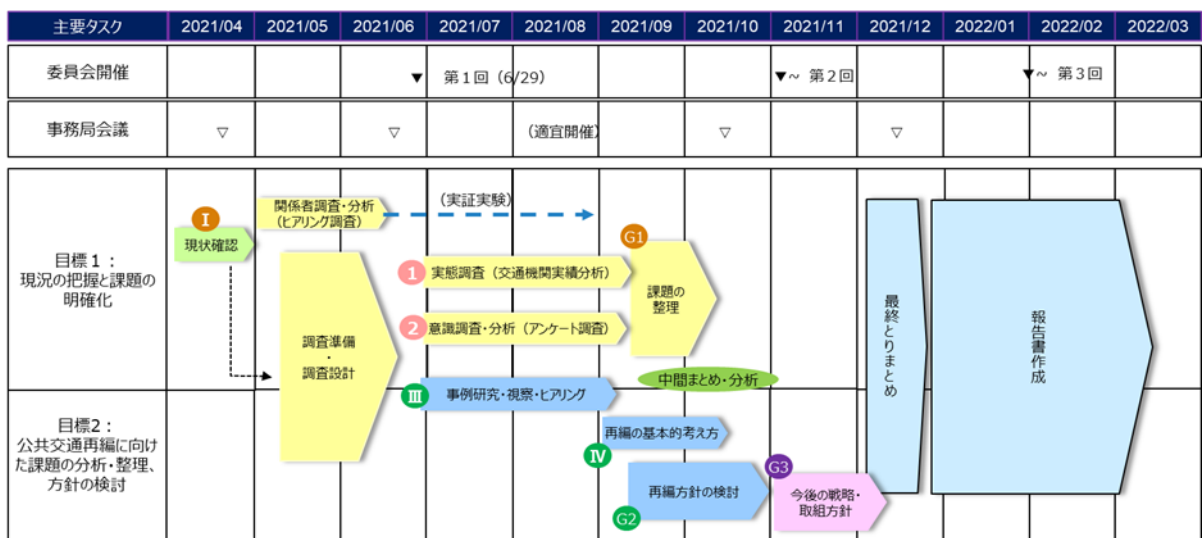 主要タスク 2021/04 2021/05 2021/06 2021/07 2021/08 2021/09 2021/10 2021/11 2021/12 2022/01 2022/02 2022/03
委員会開催 ▼ 第1回(6/29) ▼~ 第2回 ▼~ 第3回
事務局会議 ▽ ▽ (適宜開催) ▽ ▽
目標1:
現況の把握と課題の
明確化
I
現状確認
関係者調査・分析
(ヒアリング調査)
(実証実験)
調査準備
・
調査設計
1 実態調査(交通機関実績分析)
2 意識調査・分析(アンケート調査)
G1
課題の
整理
中間まとめ・分析
最終とりまとめ
報告書作成
目標2:
公共交通再編に向け
た課題の分析・整理、
方針の検討
III 事例研究・視察・ヒアリング
再編の基本的考え方
IV
再編方針の検討
G2
G3
今後の戦略・
取組方針